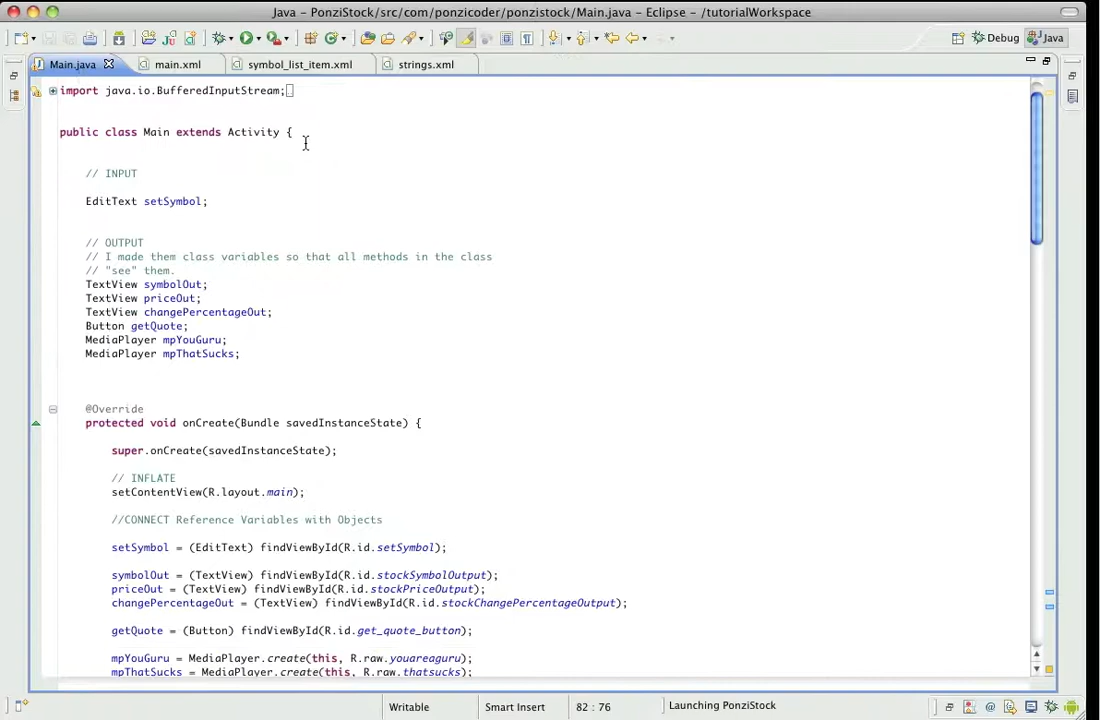 Java - PonziStock/src/com/ponzicoder/ponzistock/Main.java - Eclipse - /tutorialWorkspace
Debug
Java
Main.java
main.xml
symbol_list_item.xml
strings.xml
import java.io.BufferedInputStream;
public class Main extends Activity {
// INPUT
EditText setSymbol;
// OUTPUT
// I made them class variables so that all methods in the class
// "see" them.
TextView symbolOut;
TextView priceOut;
TextView changePercentageOut;
Button getQuote;
MediaPlayer mpYouGuru;
MediaPlayer mpThatSucks;
@Override
protected void onCreate(Bundle savedInstanceState) {
super.onCreate(savedInstanceState);
// INFLATE
setContentView(R.layout.main);
//CONNECT Reference Variables with Objects
setSymbol = (EditText) findViewById(R.id.setSymbol);
symbolOut = (TextView) findViewById(R.id.stockSymbolOutput);
priceOut = (TextView) findViewById(R.id.stockPriceOutput);
changePercentageOut = (TextView) findViewById(R.id.stockChangePercentageOutput);
getQuote = (Button) findViewById(R.id.get_quote_button);
mpYouGuru = MediaPlayer.create(this, R.raw.youareaguru);
mpThatSucks = MediaPlayer.create(this, R.raw.thatsucks);
Writable
Smart Insert
82 : 76
Launching PonziStock